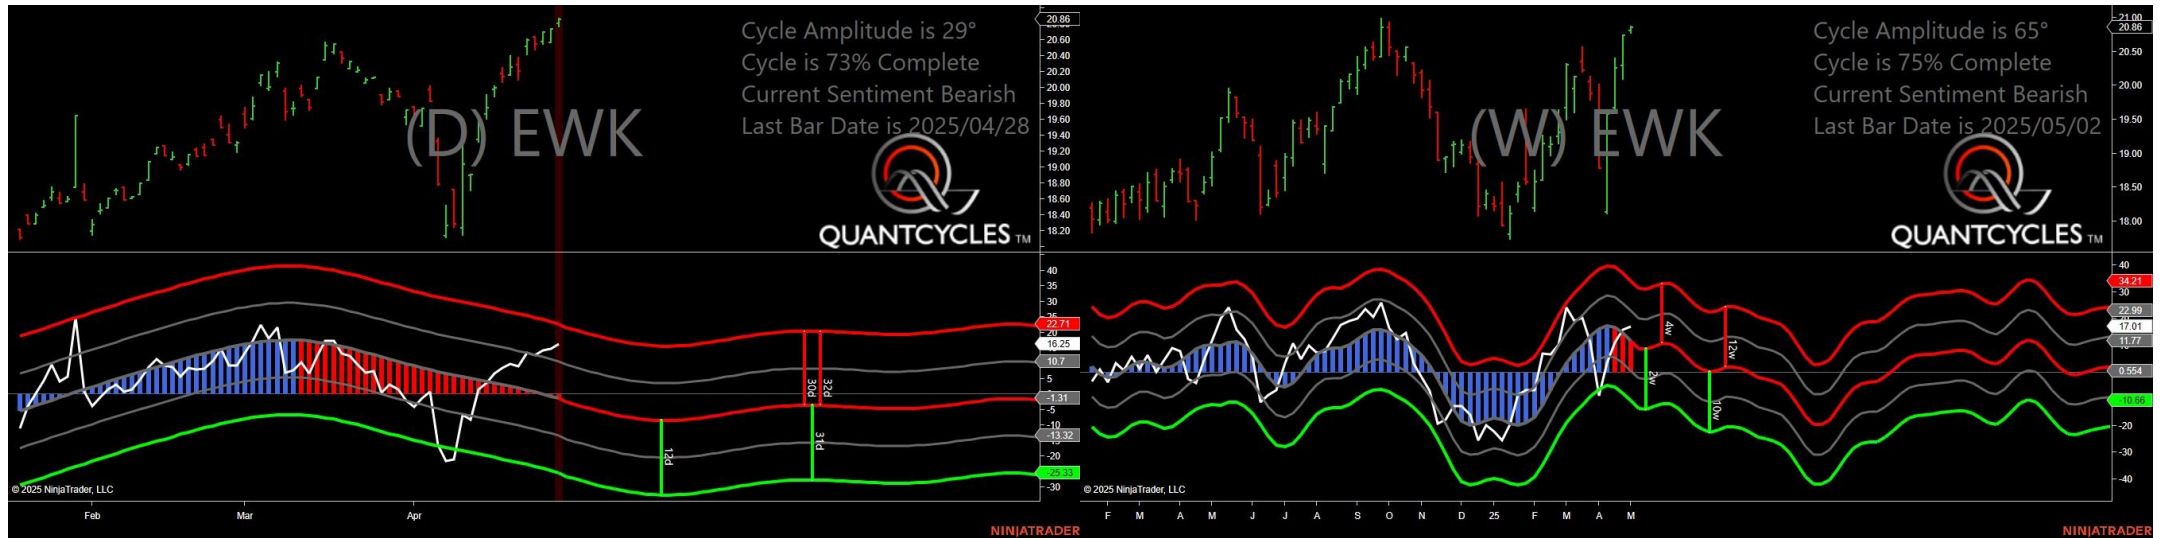 Cycle Amplitude is 29°
Cycle is 73% Complete
Current Sentiment Bearish
Last Bar Date is 2025/04/28
(D) EWK
QUANTCYCLES TM
20.86
20.60
20.40
20.20
20.00
19.80
19.60
19.40
19.20
19.00
18.80
18.60
18.40
18.20
40
35
30
25
22.71
20
16.25
10.7
5
-1.31
-5
-10
-13.32
-20
-25.33
-30
12d
30d
31d
32d
© 2025 NinjaTrader, LLC
Feb Mar Apr
NINJATRADER
Cycle Amplitude is 65°
Cycle is 75% Complete
Current Sentiment Bearish
Last Bar Date is 2025/05/02
(W) EWK
QUANTCYCLES TM
21.00
20.86
20.50
20.00
19.50
19.00
18.50
18.00
40
34.21
30
22.99
17.01
11.77
0.554
-10.66
-20
-30
-40
2w
4w
10w
12w
© 2025 NinjaTrader, LLC
F M A M J J A S O N D 25 F M A M
NINJATRADER